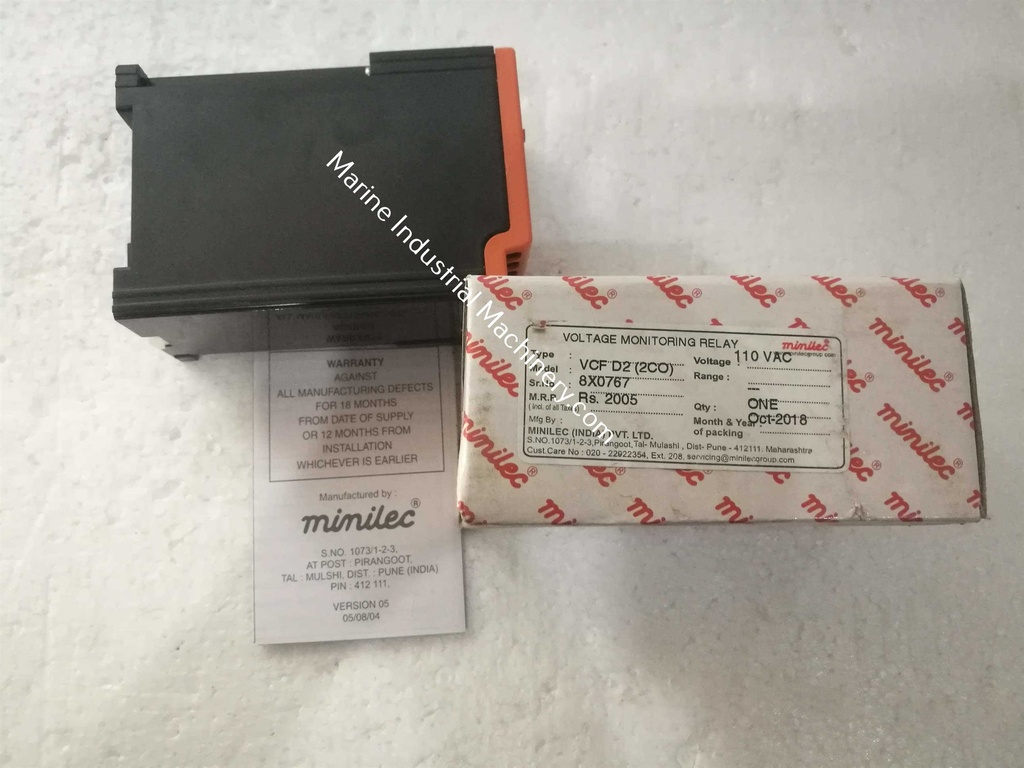 Marine Industrial Machinery.com
WARRANTY
AGAINST
ALL MANUFACTURING DEFECTS
FOR 18 MONTHS
FROM DATE OF SUPPLY
OR 12 MONTHS FROM
INSTALLATION
WHICHEVER IS EARLIER
Manufactured by :
minilec®
S.NO. 1073/1-2-3,
AT POST : PIRANGOOT,
TAL : MULSHI, DIST. : PUNE (INDIA)
PIN : 412 111.
VERSION 05
05/08/04
VOLTAGE MONITORING RELAY
minilec®
Type :
Model : VCF D2 (2CO)
Voltage : 110 VAC
Sr.No 8X0767
Range : ---
M.R.P. Rs. 2005
Qty : ONE
Mfg By :
Month & Year of packing Oct-2018
MINILEC (INDIA) PVT. LTD.
S.NO.1073/1-2-3,Pirangoot,Tal- Mulashi , Dist- Pune - 412111. Maharashtra
Cust.Care No : 020 - 22922354, Ext. 208, servicing@minilecgroup.com